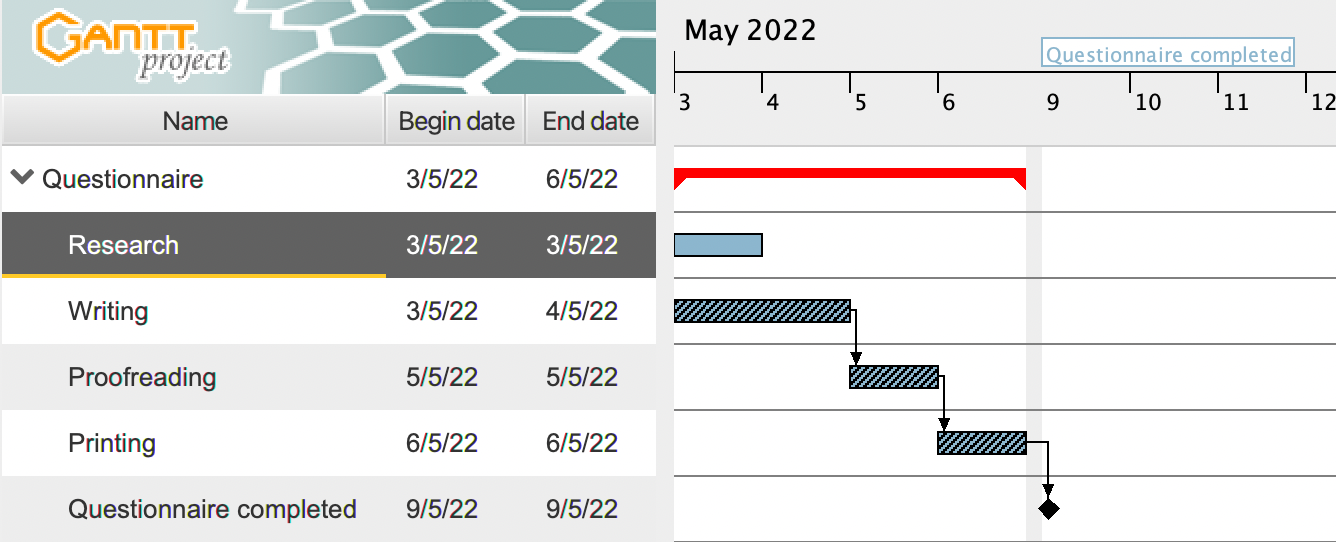 GANTT
project
May 2022
Questionnaire completed
3 4 5 6 9 10 11 12
Name Begin date End date
Questionnaire 3/5/22 6/5/22
Research 3/5/22 3/5/22
Writing 3/5/22 4/5/22
Proofreading 5/5/22 5/5/22
Printing 6/5/22 6/5/22
Questionnaire completed 9/5/22 9/5/22